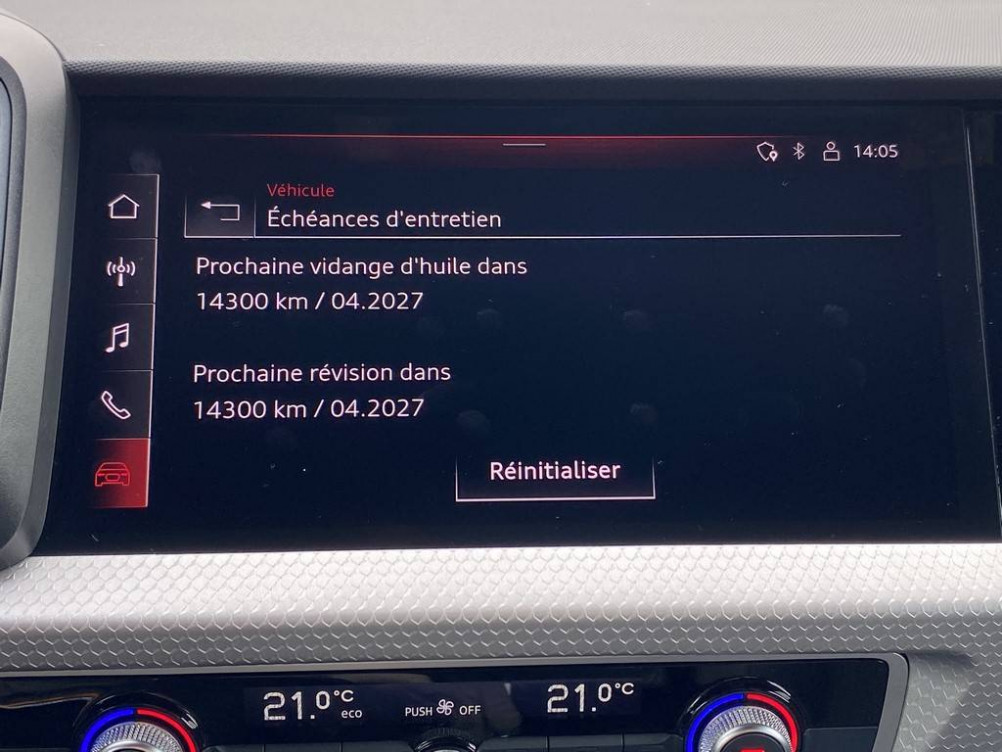 14:05
Véhicule
Échéances d'entretien
Prochaine vidange d'huile dans
14300 km / 04.2027
Prochaine révision dans
14300 km / 04.2027
Réinitialiser
21.0°C eco
PUSH OFF
21.0°C